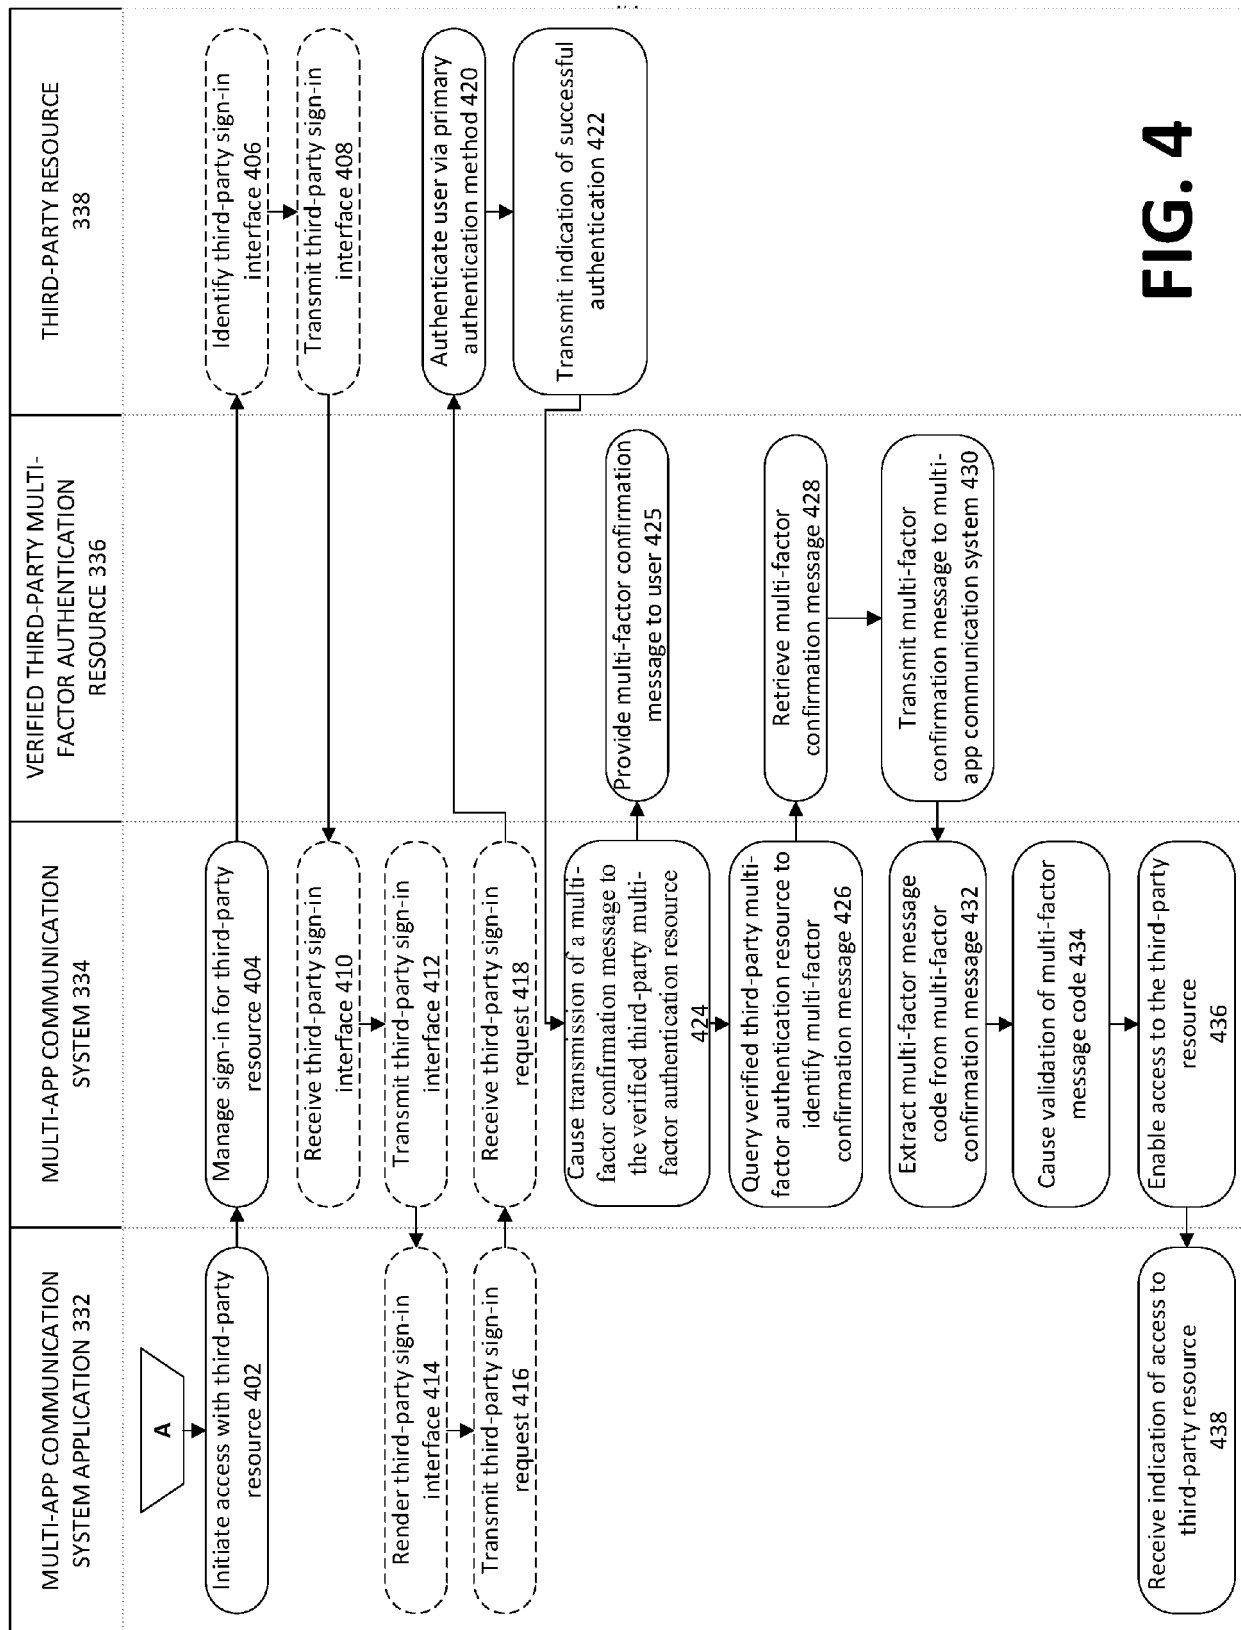 MULTI-APP COMMUNICATION
SYSTEM APPLICATION 332
MULTI-APP COMMUNICATION
SYSTEM 334
VERIFIED THIRD-PARTY MULTI-
FACTOR AUTHENTICATION
RESOURCE 336
THIRD-PARTY RESOURCE
338
A
Initiate access with third-party
resource 402
Manage sign-in for third-party
resource 404
Identify third-party sign-in
interface 406
Transmit third-party sign-in
interface 408
Receive third-party sign-in
interface 410
Transmit third-party sign-in
interface 412
Render third-party sign-in
interface 414
Transmit third-party sign-in
request 416
Receive third-party sign-in
request 418
Authenticate user via primary
authentication method 420
Transmit indication of successful
authentication 422
Cause transmission of a multi-
factor confirmation message to
the verified third-party multi-
factor authentication resource
424
Provide multi-factor confirmation
message to user 425
Query verified third-party multi-
factor authentication resource to
identify multi-factor
confirmation message 426
Retrieve multi-factor
confirmation message 428
Transmit multi-factor
confirmation message to multi-
app communication system 430
Extract multi-factor message
code from multi-factor
confirmation message 432
Cause validation of multi-factor
message code 434
Enable access to the third-party
resource
436
Receive indication of access to
third-party resource
438
FIG. 4